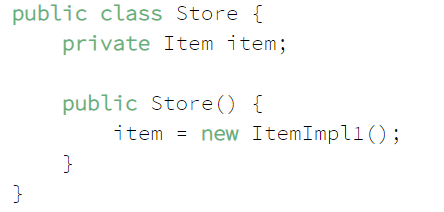 public class Store {
    private Item item;

    public Store() {
        item = new ItemImpl1();
    }
}